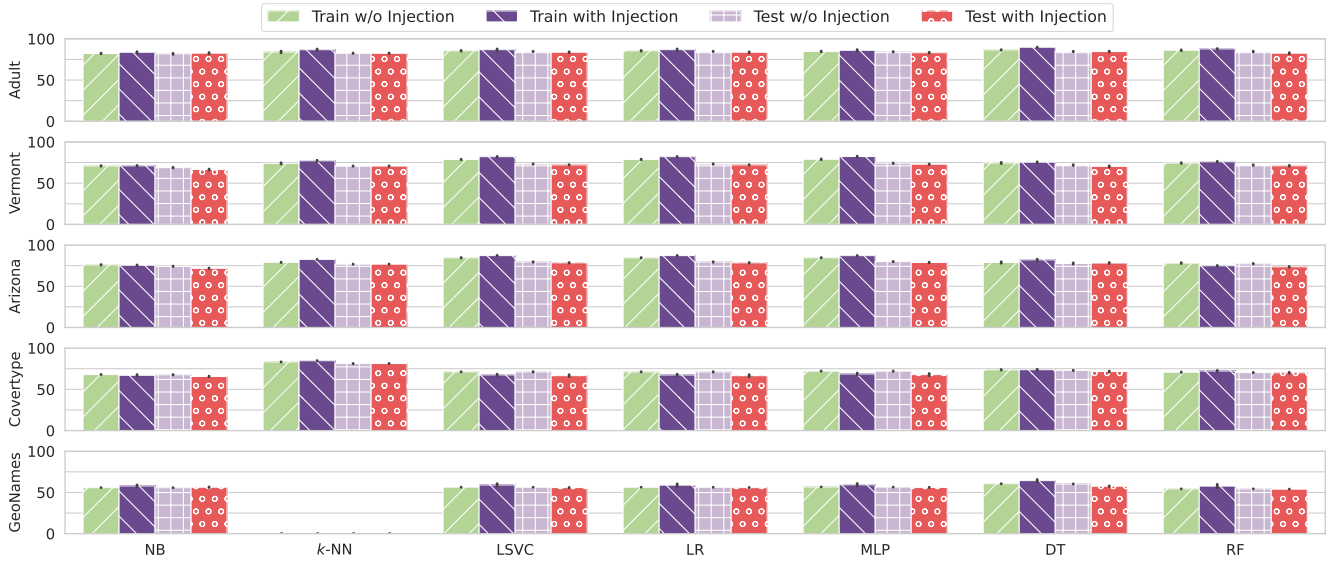 Train w/o Injection Train with Injection Test w/o Injection Test with Injection
100
Adult
50
0
100
Vermont
50
0
100
Arizona
50
0
100
Covertype
50
0
100
GeoNames
50
0
NB k-NN LSVC LR MLP DT RF